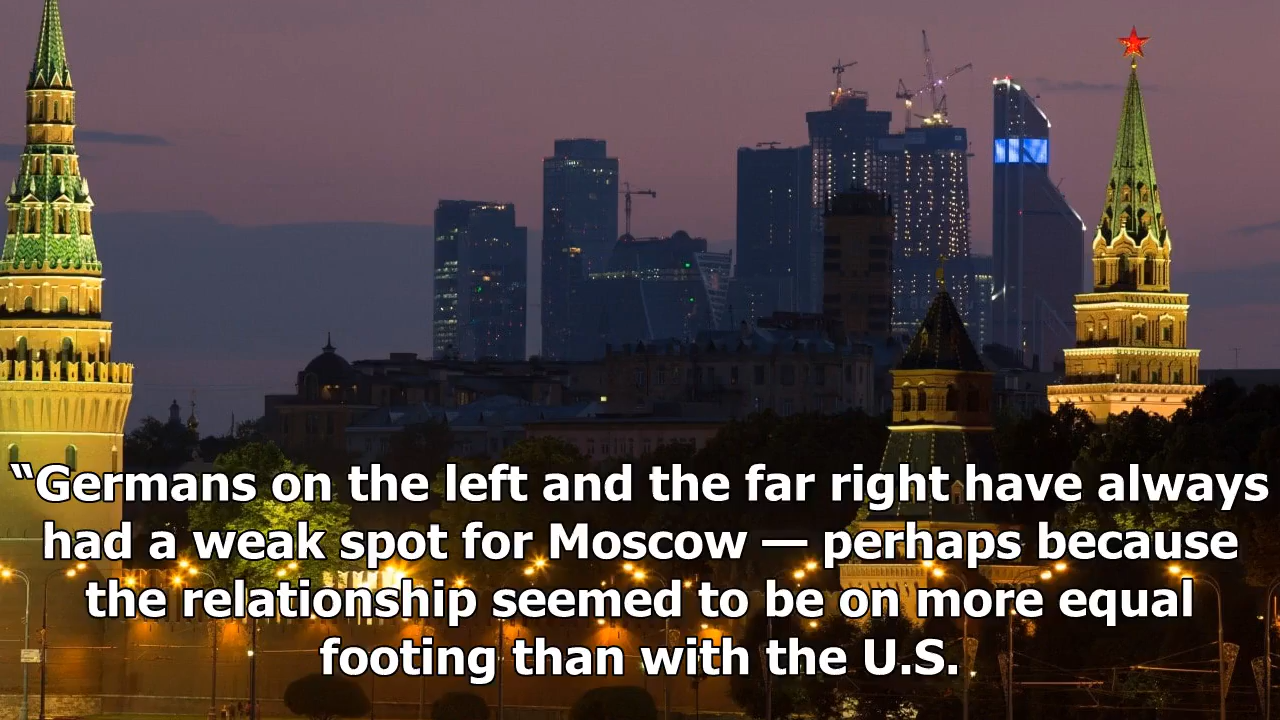 “Germans on the left and the far right have always
had a weak spot for Moscow — perhaps because
the relationship seemed to be on more equal
footing than with the U.S.